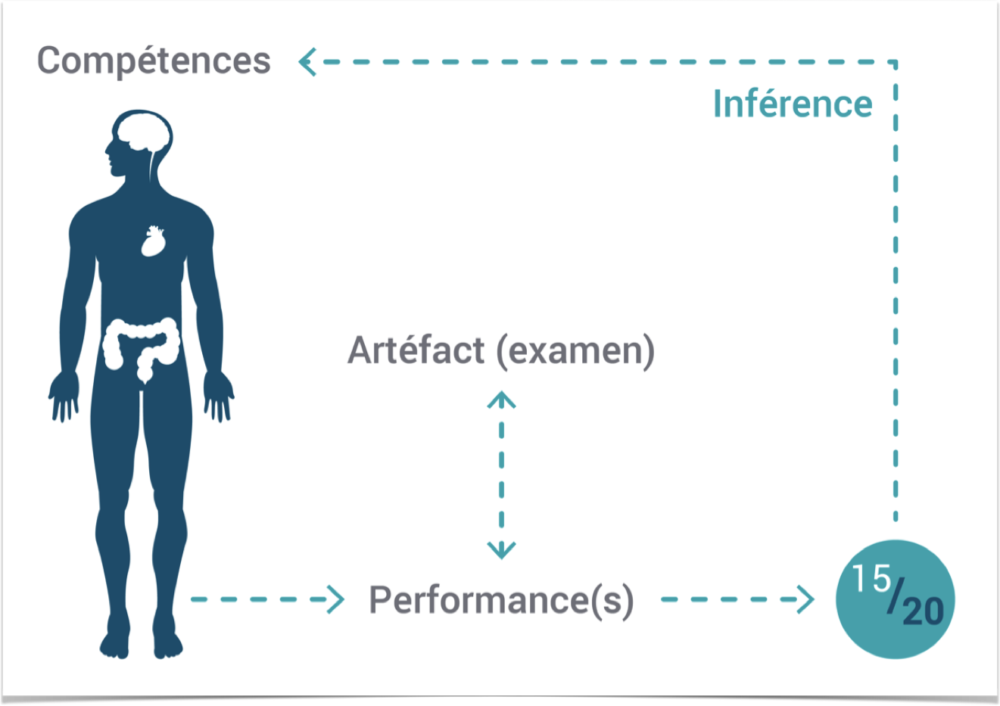 Compétences
Inférence
Artéfact (examen)
Performance(s)
15/20